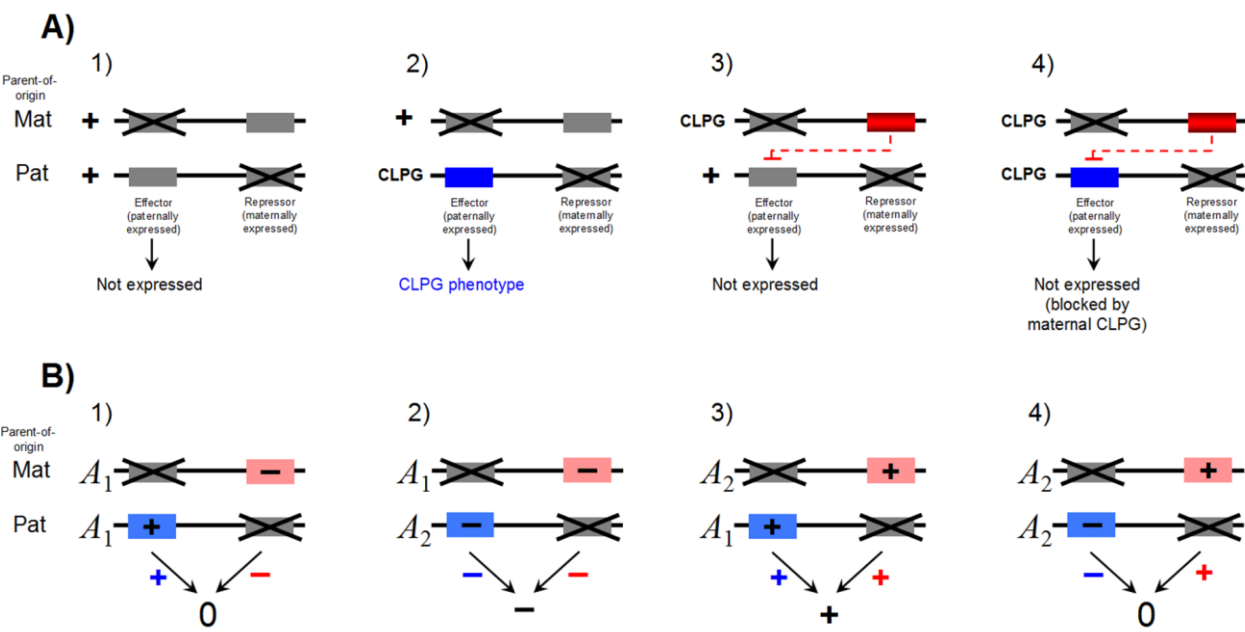 A)
1) 2) 3) 4)
Parent-of-
origin
Mat + + CLPG CLPG
Pat + CLPG + CLPG
Effector Repressor Effector Repressor Effector Repressor Effector Repressor
(paternally (maternally (paternally (maternally (paternally (maternally (paternally (maternally
expressed) expressed) expressed) expressed) expressed) expressed) expressed) expressed)
Not expressed CLPG phenotype Not expressed Not expressed
(blocked by
maternal CLPG)
B)
1) 2) 3) 4)
Parent-of-
origin
Mat A1 − A1 − A2 + A2 +
Pat A1 + A2 − A1 + A2 −
+ − − − + + − +
0 − + 0